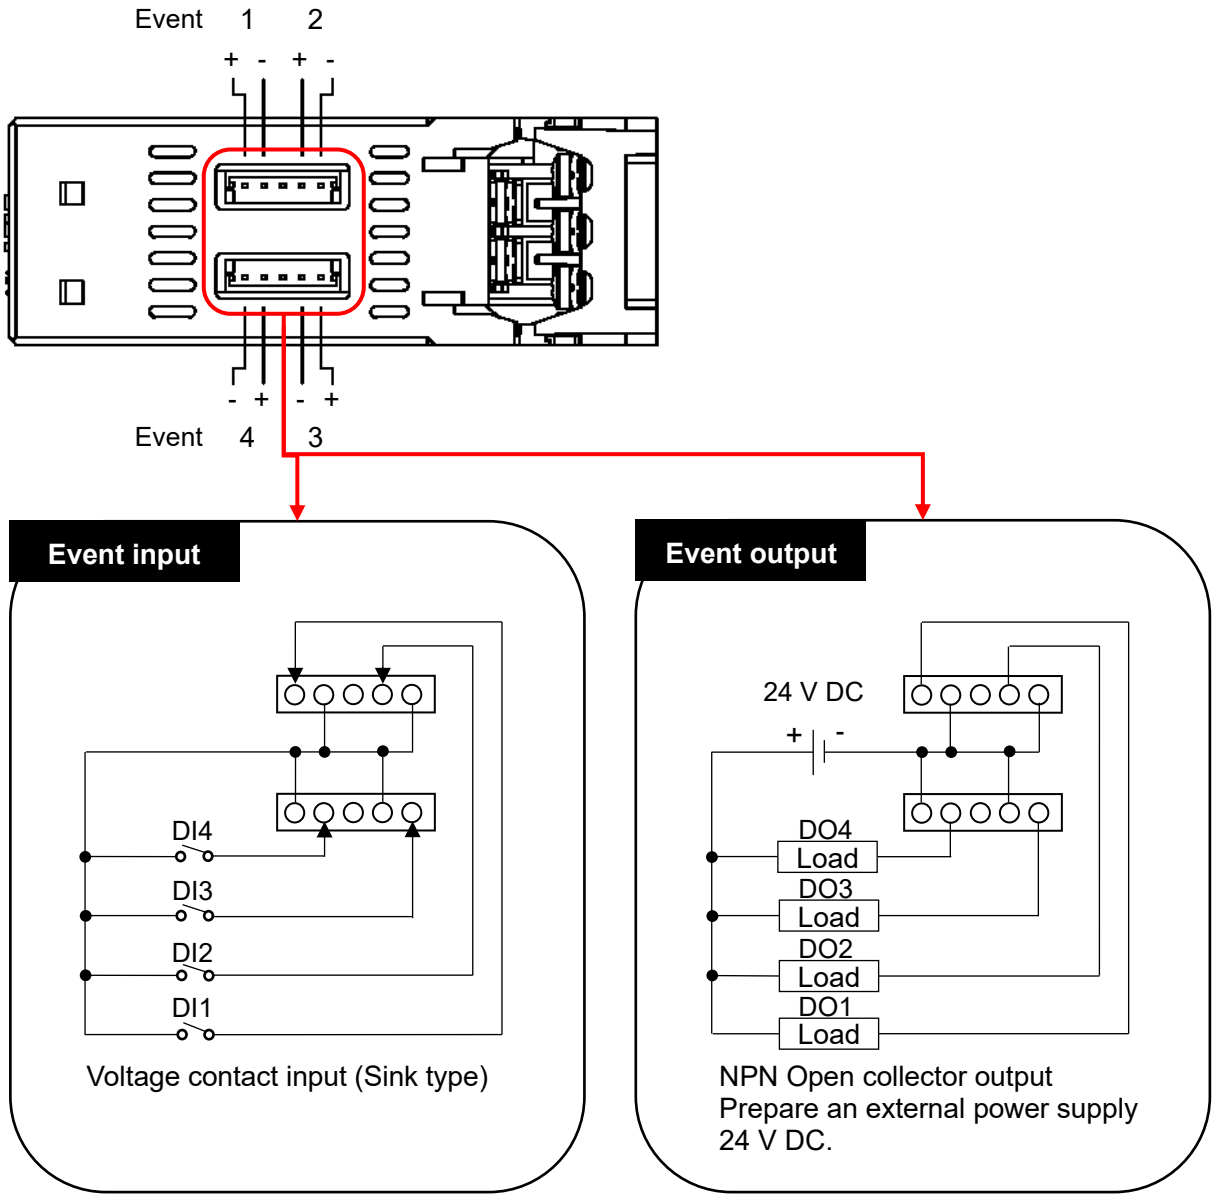 Event 1 2
+ - + -
- + - +
Event 4 3
Event input
DI4
DI3
DI2
DI1
Voltage contact input (Sink type)
Event output
24 V DC
+ -
DO4
Load
DO3
Load
DO2
Load
DO1
Load
NPN Open collector output
Prepare an external power supply
24 V DC.